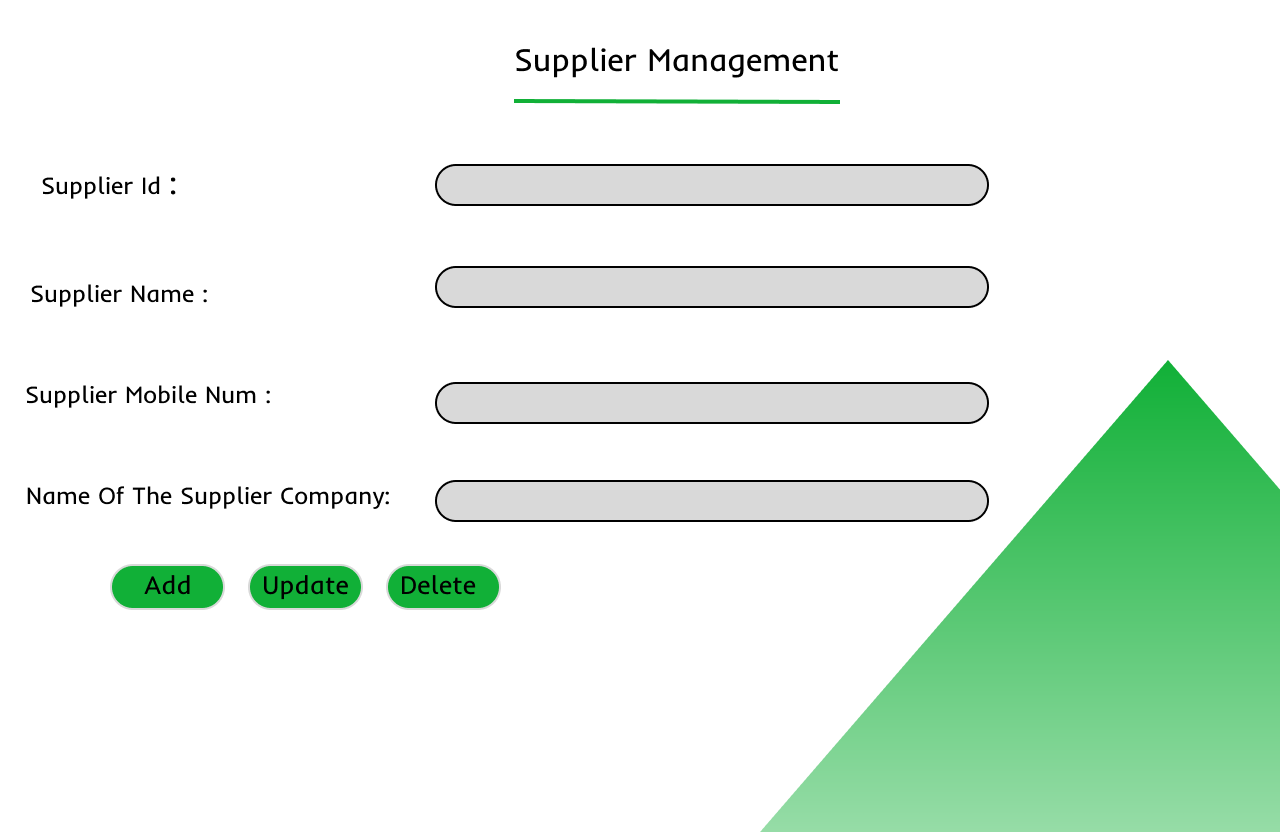 Supplier Management
Supplier Id :
Supplier Name :
Supplier Mobile Num :
Name Of The Supplier Company:
Add Update Delete